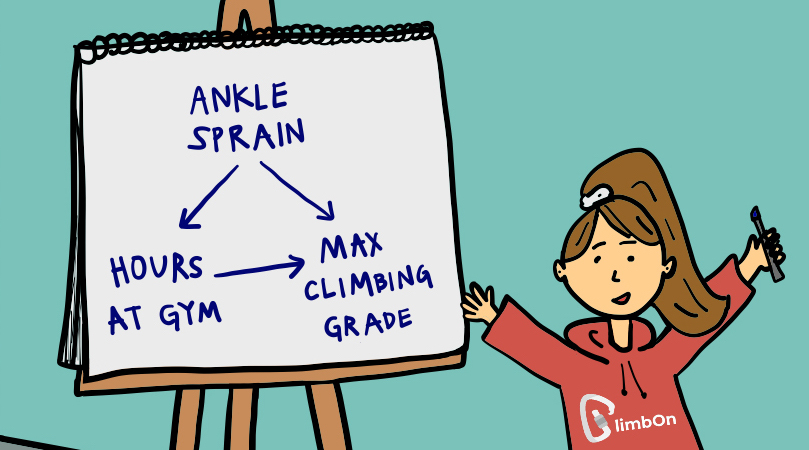 ANKLE
SPRAIN
HOURS
AT GYM
MAX
CLIMBING
GRADE
ClimbOn